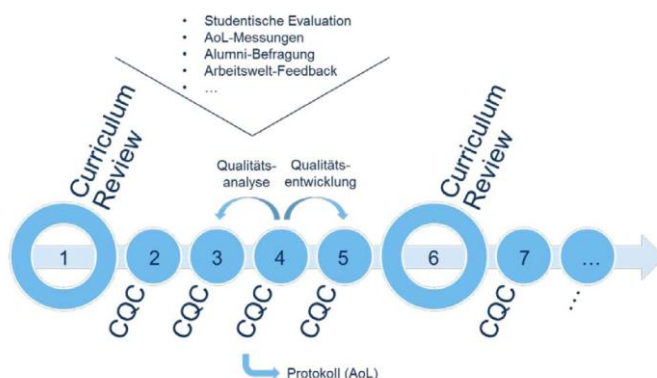 • Studentische Evaluation
• AoL-Messungen
• Alumni-Befragung
• Arbeitswelt-Feedback
• ...
Curriculum
Review
Curriculum
Review
Qualitäts-
analyse
Qualitäts-
entwicklung
1
2
3
4
5
6
7
...
CQC
CQC
CQC
CQC
CQC
...
Protokoll (AoL)